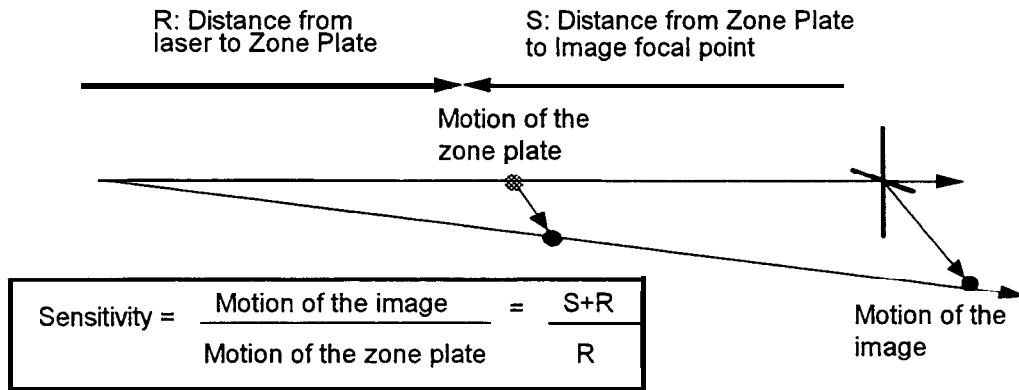 R: Distance from
laser to Zone Plate
S: Distance from Zone Plate
to Image focal point
Motion of the
zone plate
Sensitivity = Motion of the image = S+R
Motion of the zone plate R
Motion of the
image